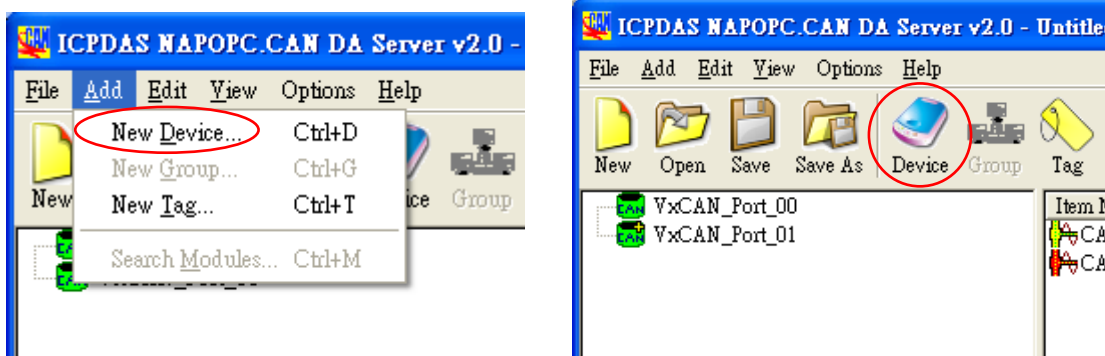 ICPDAS NAPOPC.CAN DA Server v2.0 -
File Add Edit View Options Help
New Device... Ctrl+D
New Group... Ctrl+G
New Tag... Ctrl+T
Search Modules... Ctrl+M
New ice Group
ICPDAS NAPOPC.CAN DA Server v2.0 - Untitle
File Add Edit View Options Help
New Open Save Save As Device Group Tag
VxCAN_Port_00
VxCAN_Port_01
Item N
CA
CA